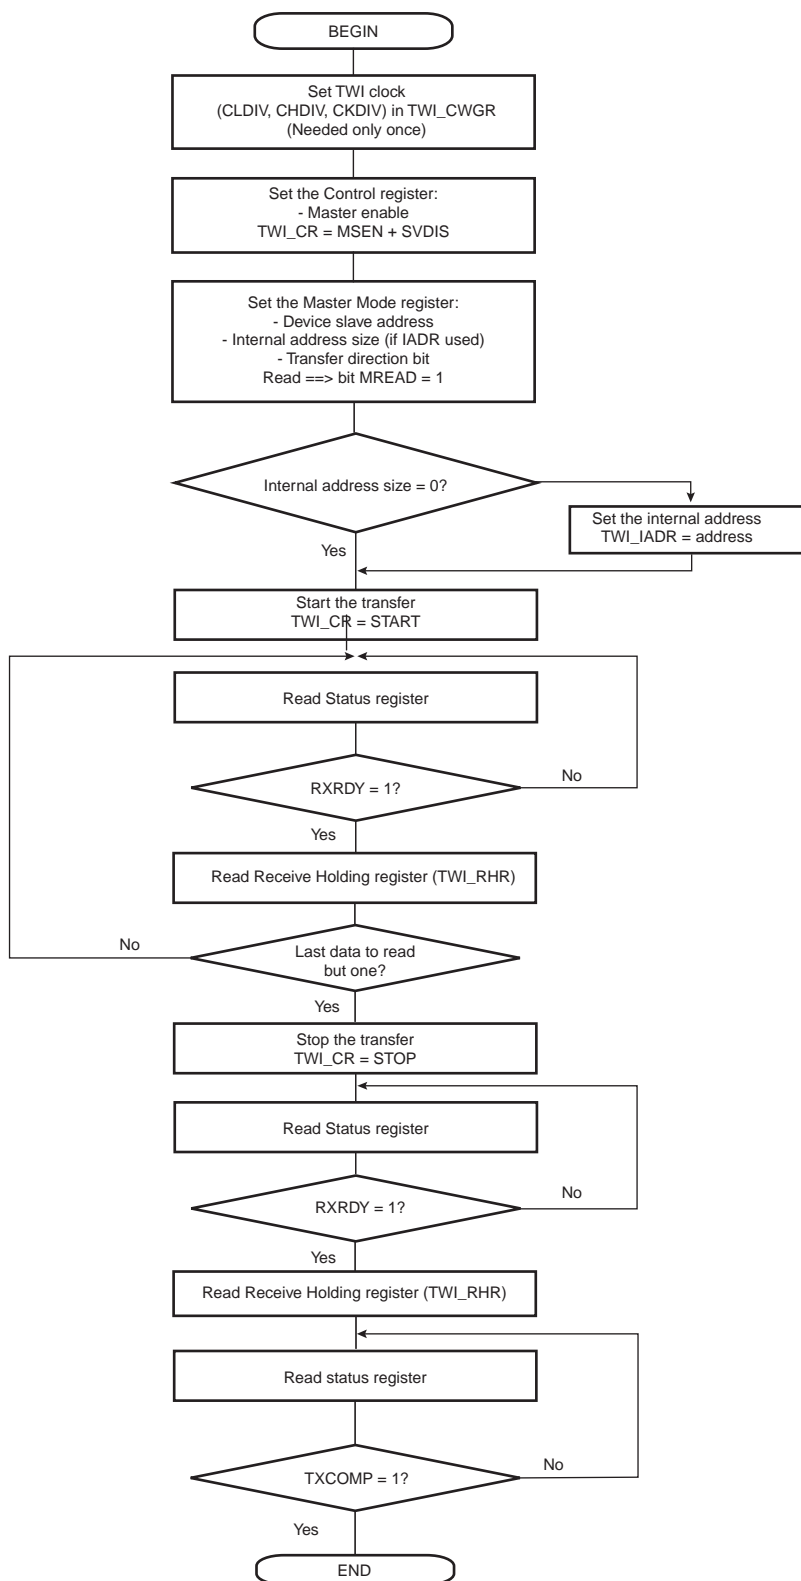 BEGIN
Set TWI clock
(CLDIV, CHDIV, CKDIV) in TWI_CWGR
(Needed only once)
Set the Control register:
- Master enable
TWI_CR = MSEN + SVDIS
Set the Master Mode register:
- Device slave address
- Internal address size (if IADR used)
- Transfer direction bit
Read ==> bit MREAD = 1
Internal address size = 0?
Set the internal address
TWI_IADR = address
Yes
Start the transfer
TWI_CR = START
Read Status register
RXRDY = 1?
No
Yes
Read Receive Holding register (TWI_RHR)
No
Last data to read
but one?
Yes
Stop the transfer
TWI_CR = STOP
Read Status register
RXRDY = 1?
No
Yes
Read Receive Holding register (TWI_RHR)
Read status register
TXCOMP = 1?
No
Yes
END